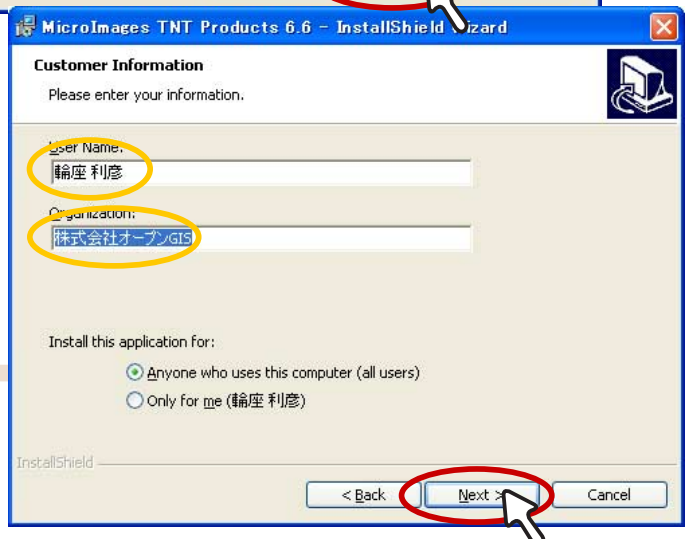 MicroImages TNT Products 6.6 - InstallShield Wizard
Customer Information
Please enter your information.
User Name:
輪座 利彦
Organization:
株式会社オープンGIS
Install this application for:
Anyone who uses this computer (all users)
Only for me (輪座 利彦)
InstallShield
< Back
Next >
Cancel